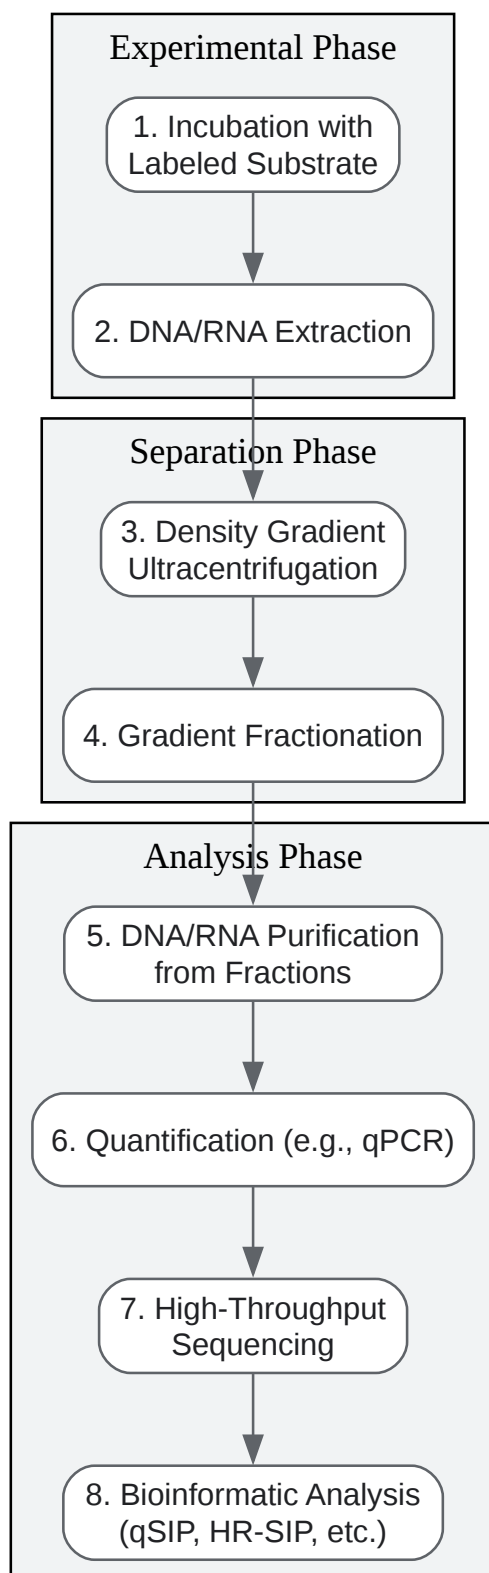 Experimental Phase
1. Incubation with
Labeled Substrate
2. DNA/RNA Extraction
Separation Phase
3. Density Gradient
Ultracentrifugation
4. Gradient Fractionation
Analysis Phase
5. DNA/RNA Purification
from Fractions
6. Quantification (e.g., qPCR)
7. High-Throughput
Sequencing
8. Bioinformatic Analysis
(qSIP, HR-SIP, etc.)